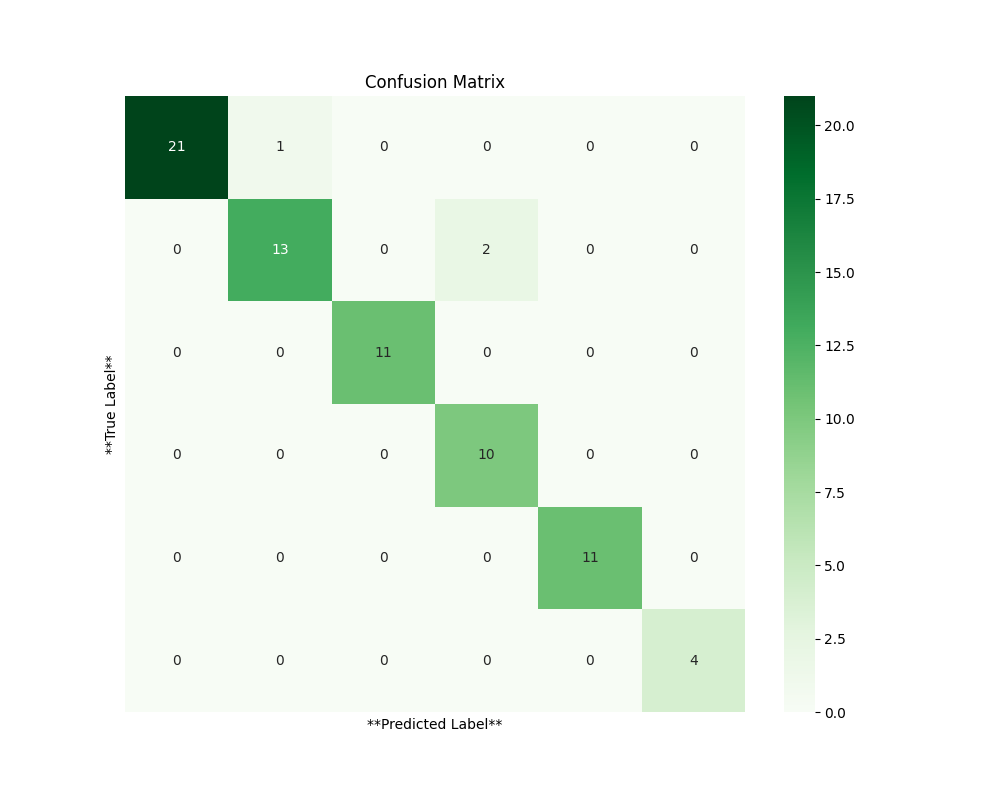 Confusion Matrix
21 1 0 0 0 0
0 13 0 2 0 0
0 0 11 0 0 0
0 0 0 10 0 0
0 0 0 0 11 0
0 0 0 0 0 4
**True Label**
**Predicted Label**
20.0
17.5
15.0
12.5
10.0
7.5
5.0
2.5
0.0